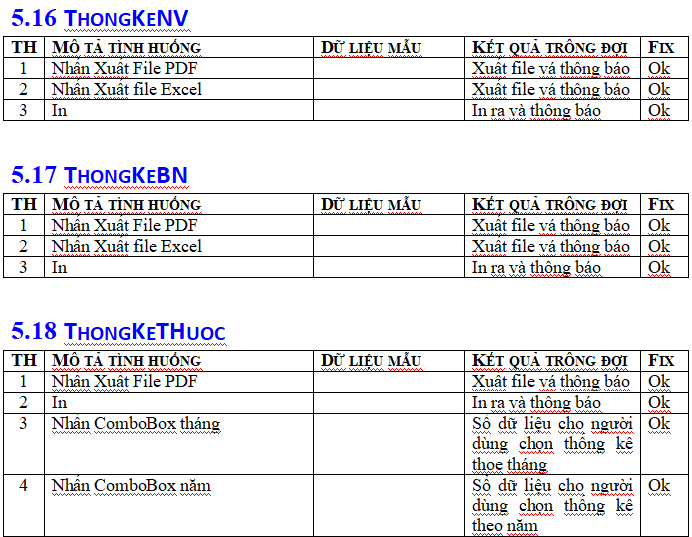 5.16 THONGKENV
TH MÔ TẢ TÌNH HUỐNG DỮ LIỆU MẪU KẾT QUẢ TRÔNG ĐỢI FIX
1 Nhấn Xuất File PDF Xuất file vá thông báo Ok
2 Nhấn Xuất file Excel Xuất file vá thông báo Ok
3 In In ra và thông báo Ok
5.17 THONGKEBN
TH MÔ TẢ TÌNH HUỐNG DỮ LIỆU MẪU KẾT QUẢ TRÔNG ĐỢI FIX
1 Nhấn Xuất File PDF Xuất file vá thông báo Ok
2 Nhấn Xuất file Excel Xuất file vá thông báo Ok
3 In In ra và thông báo Ok
5.18 THONGKETHUOC
TH MÔ TẢ TÌNH HUỐNG DỮ LIỆU MẪU KẾT QUẢ TRÔNG ĐỢI FIX
1 Nhấn Xuất File PDF Xuất file vá thông báo Ok
2 In In ra và thông báo Ok
3 Nhấn ComboBox tháng Sổ dữ liệu cho người Ok
dùng chọn thống kê
thoe tháng
4 Nhấn ComboBox năm Sổ dữ liệu cho người Ok
dùng chọn thống kê
theo năm